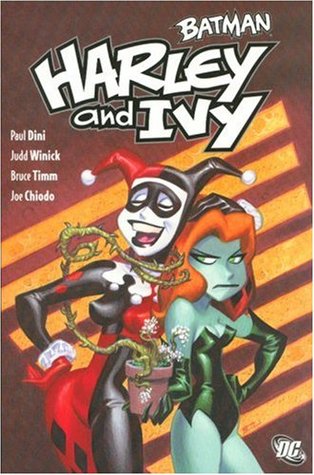 BATMAN
HARLEY
and IVY
Paul Dini
Judd Winick
Bruce Timm
Joe Chiodo
DC